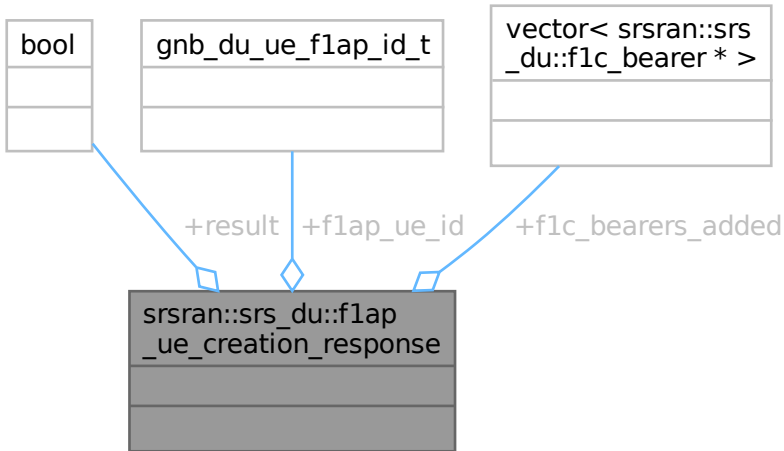 bool
gnb_du_ue_f1ap_id_t
vector< srsran::srs
_du::f1c_bearer * >
+result
+f1ap_ue_id
+f1c_bearers_added
srsran::srs_du::f1ap
_ue_creation_response